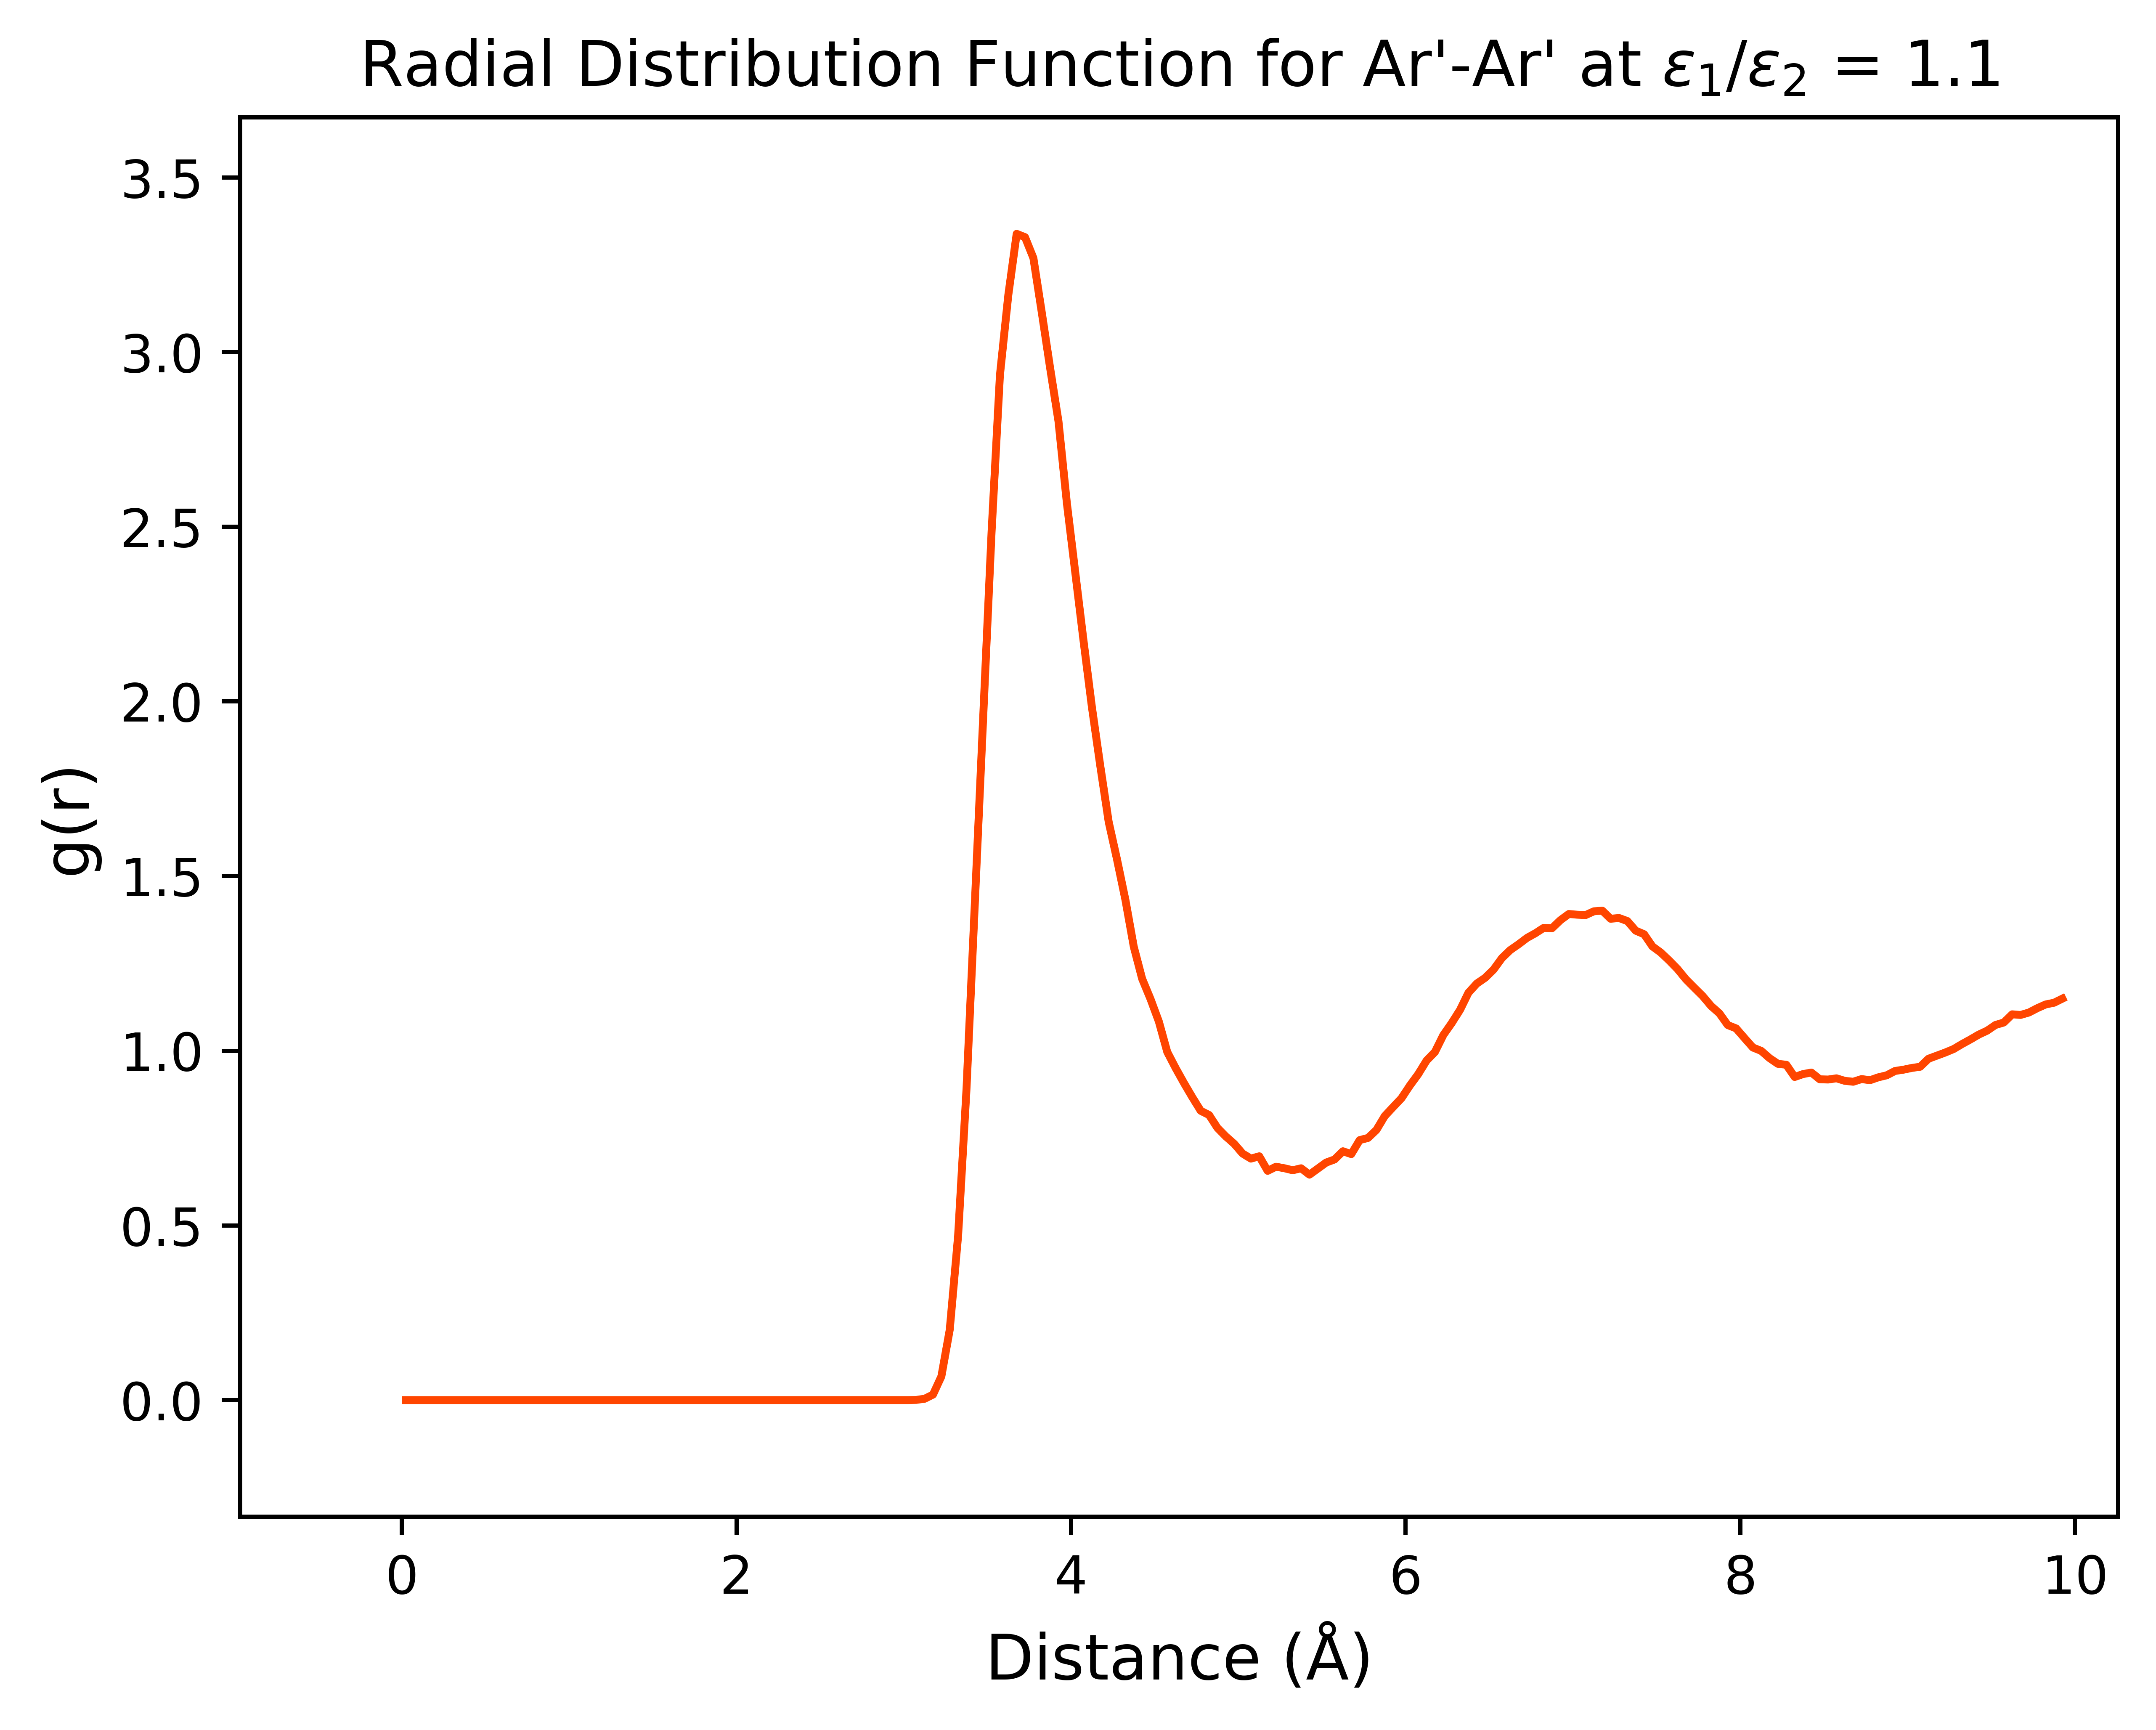 Radial Distribution Function for Ar'-Ar' at ε₁/ε₂ = 1.1
g(r)
3.5
3.0
2.5
2.0
1.5
1.0
0.5
0.0
0 2 4 6 8 10
Distance (Å)